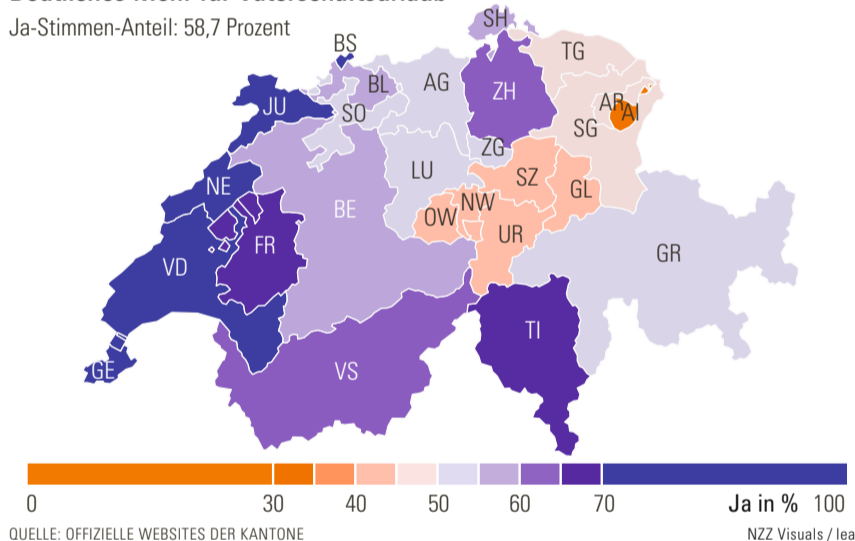 Ja-Stimmen-Anteil: 58,7 Prozent
SH
BS
TG
BL
AG
ZH
JU
SO
AR
AI
SG
ZG
NE
LU
SZ
GL
BE
NW
OW
FR
UR
VD
GR
TI
GE
VS
0 30 40 50 60 70 Ja in % 100
QUELLE: OFFIZIELLE WEBSITES DER KANTONE
NZZ Visuals / lea